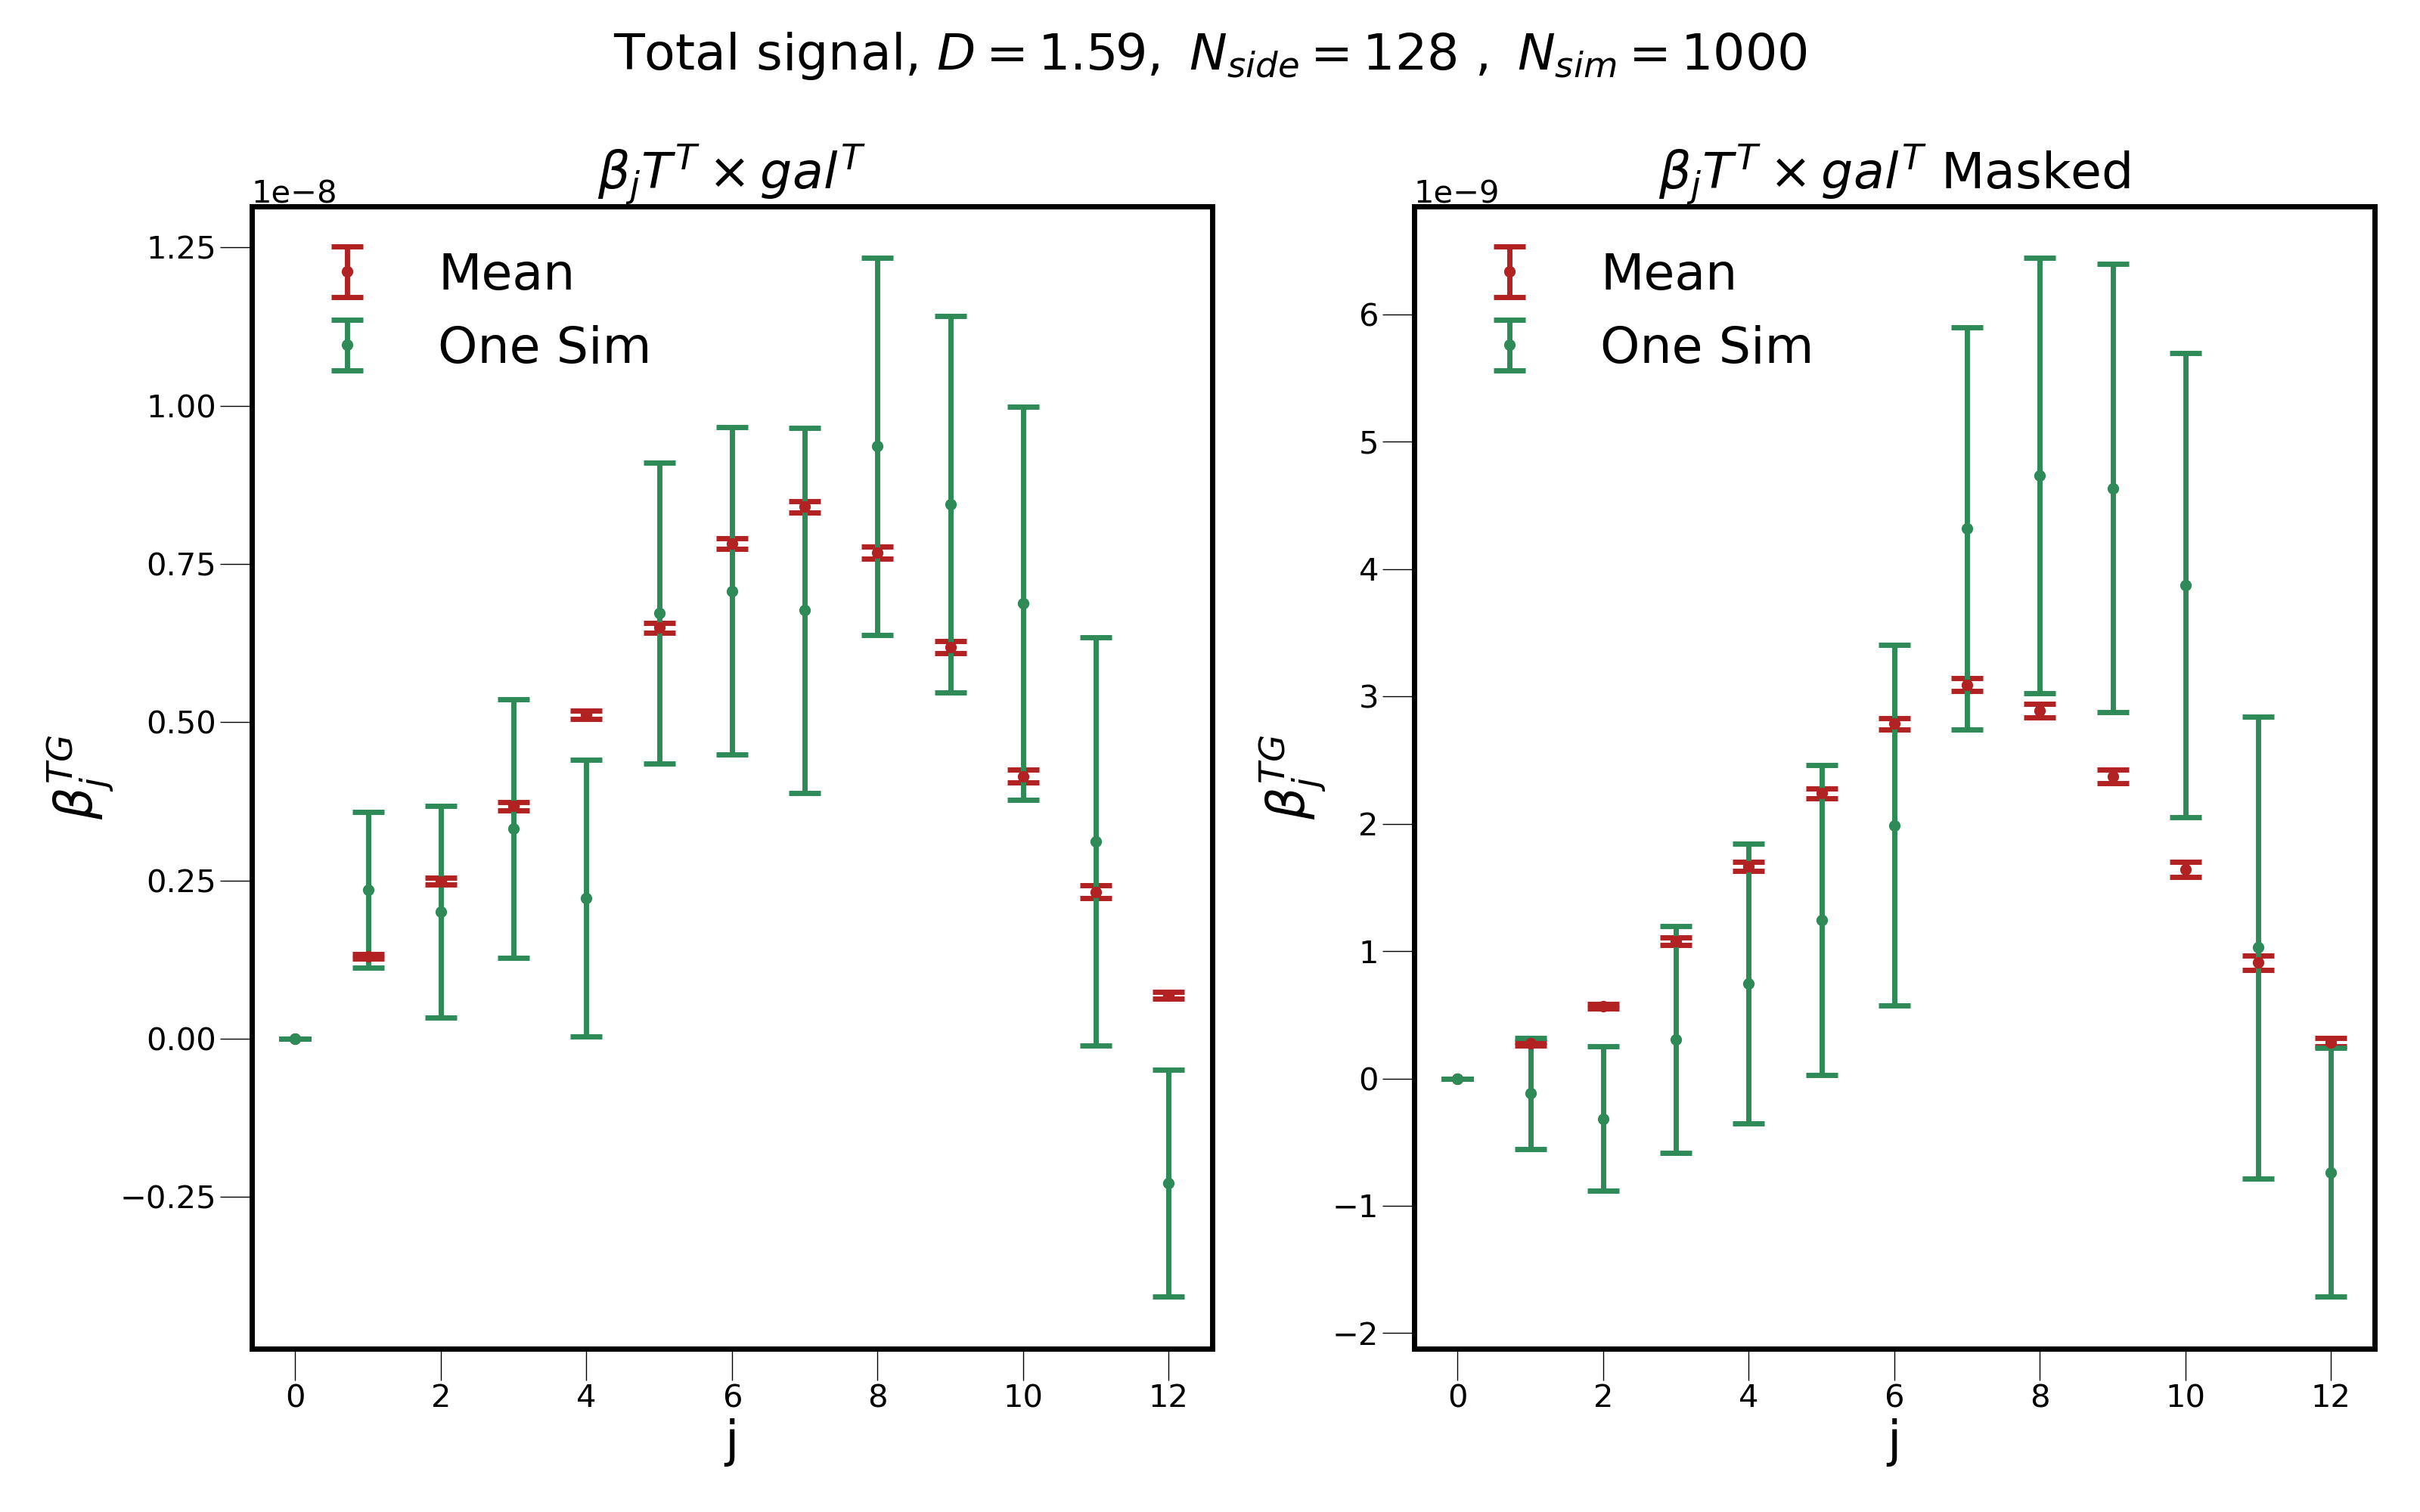 Total signal, D = 1.59, N_side = 128 , N_sim = 1000
β_j T^T × gal^T
1e−8
1.25
1.00
0.75
0.50
0.25
0.00
−0.25
β_j^TG
Mean
One Sim
0 2 4 6 8 10 12
j
β_j T^T × gal^T Masked
1e−9
6
5
4
3
2
1
0
−1
−2
β_j^TG
Mean
One Sim
0 2 4 6 8 10 12
j